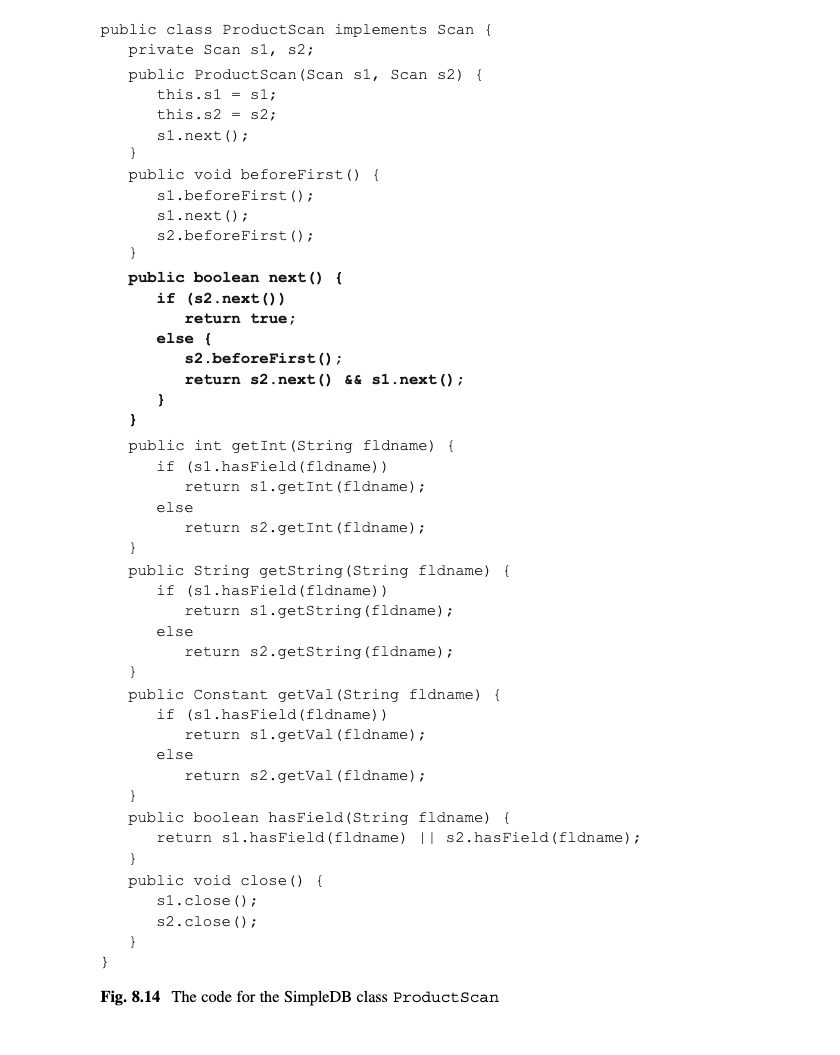 public class ProductScan implements Scan {
   private Scan s1, s2;
   public ProductScan(Scan s1, Scan s2) {
      this.s1 = s1;
      this.s2 = s2;
      s1.next();
   }
   public void beforeFirst() {
      s1.beforeFirst();
      s1.next();
      s2.beforeFirst();
   }
   public boolean next() {
      if (s2.next())
         return true;
      else {
         s2.beforeFirst();
         return s2.next() && s1.next();
      }
   }
   public int getInt(String fldname) {
      if (s1.hasField(fldname))
         return s1.getInt(fldname);
      else
         return s2.getInt(fldname);
   }
   public String getString(String fldname) {
      if (s1.hasField(fldname))
         return s1.getString(fldname);
      else
         return s2.getString(fldname);
   }
   public Constant getVal(String fldname) {
      if (s1.hasField(fldname))
         return s1.getVal(fldname);
      else
         return s2.getVal(fldname);
   }
   public boolean hasField(String fldname) {
      return s1.hasField(fldname) || s2.hasField(fldname);
   }
   public void close() {
      s1.close();
      s2.close();
   }
}
Fig. 8.14 The code for the SimpleDB class ProductScan